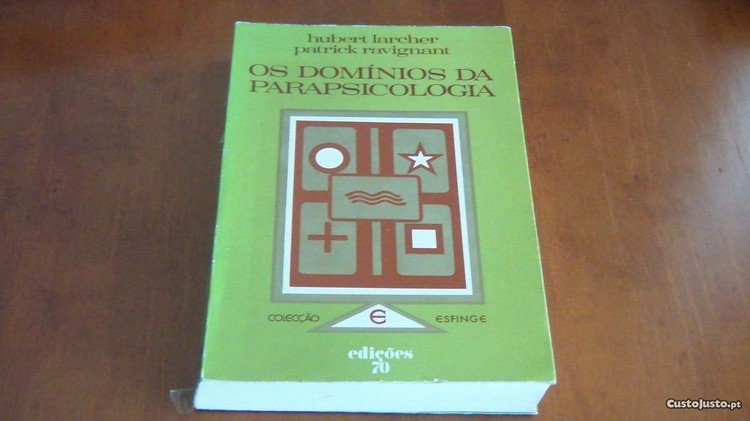 hubert larcher
patrick ravignant
OS DOMÍNIOS DA
PARAPSICOLOGIA
COLECÇÃO E ESFINGE
edições
70
CustoJusto.pt